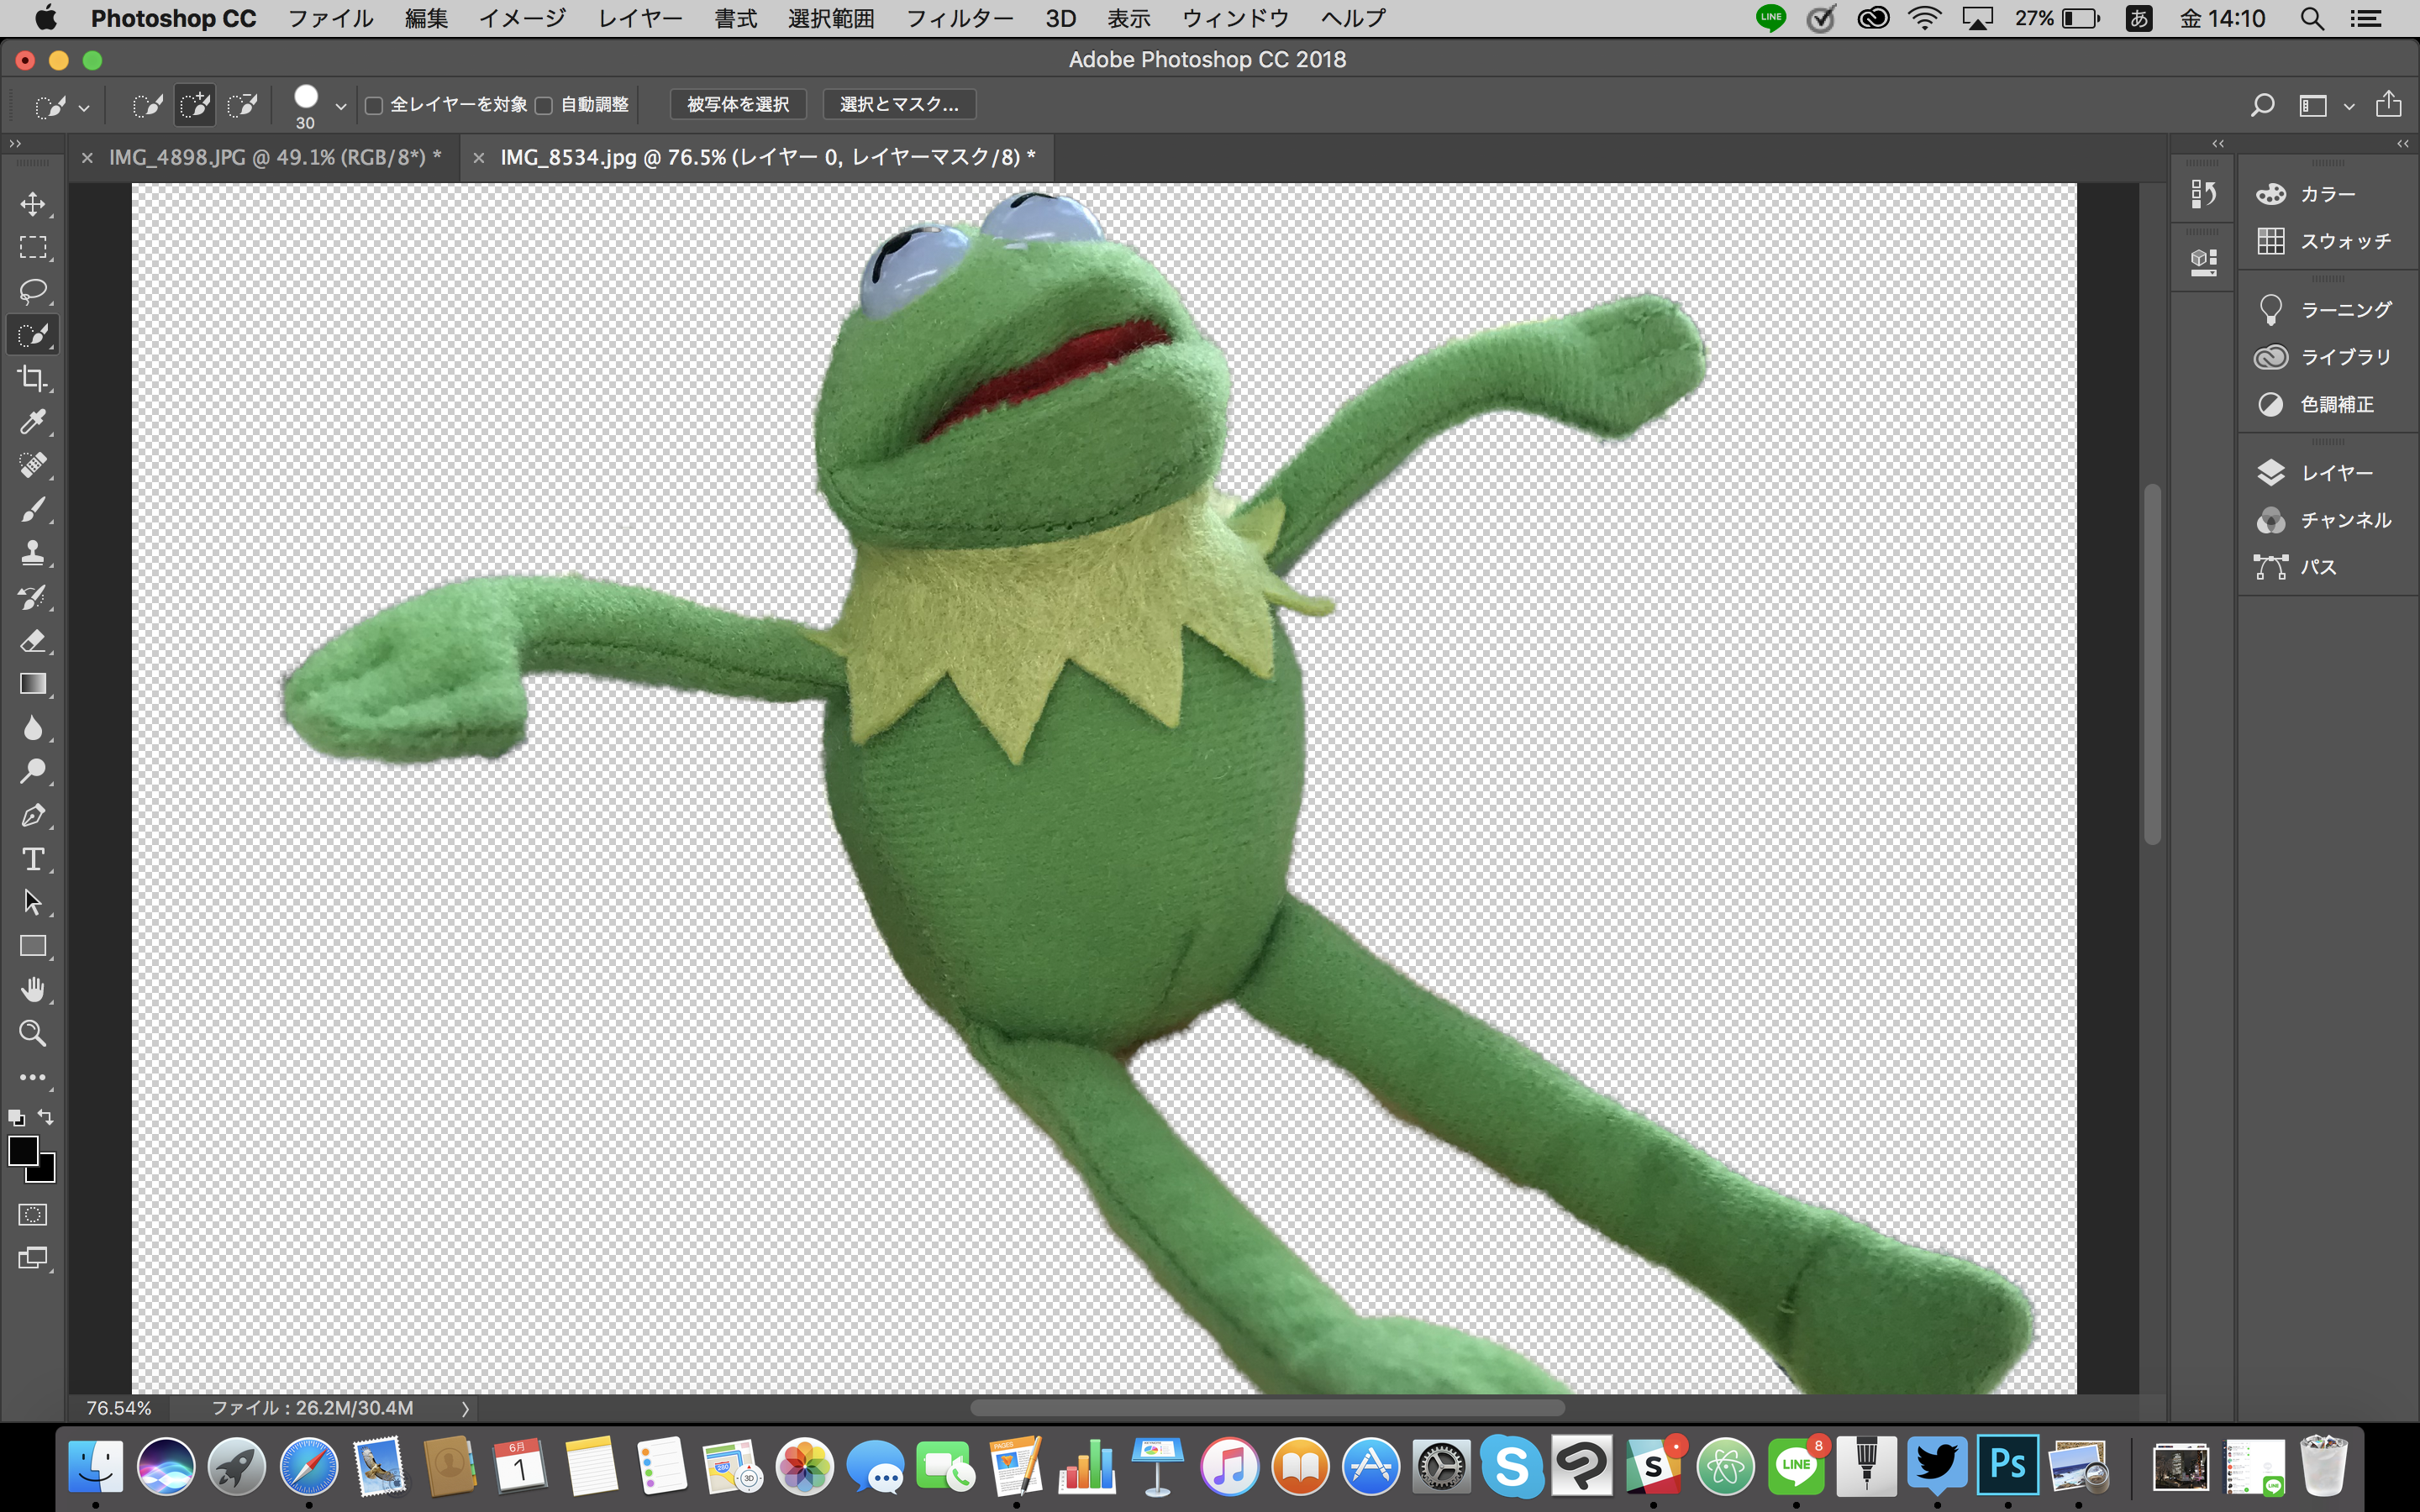 Photoshop CC ファイル 編集 イメージ レイヤー 書式 選択範囲 フィルター 3D 表示 ウィンドウ ヘルプ LINE 27% あ 金 14:10
Adobe Photoshop CC 2018
30 全レイヤーを対象 自動調整 被写体を選択 選択とマスク...
× IMG_4898.JPG @ 49.1% (RGB/8*) * × IMG_8534.jpg @ 76.5% (レイヤー 0, レイヤーマスク/8) *
カラー
スウォッチ
ラーニング
ライブラリ
色調補正
レイヤー
チャンネル
パス
T
76.54% ファイル : 26.2M/30.4M
6月
1
280
3D
PAGES
S
S
LINE
8
Ps